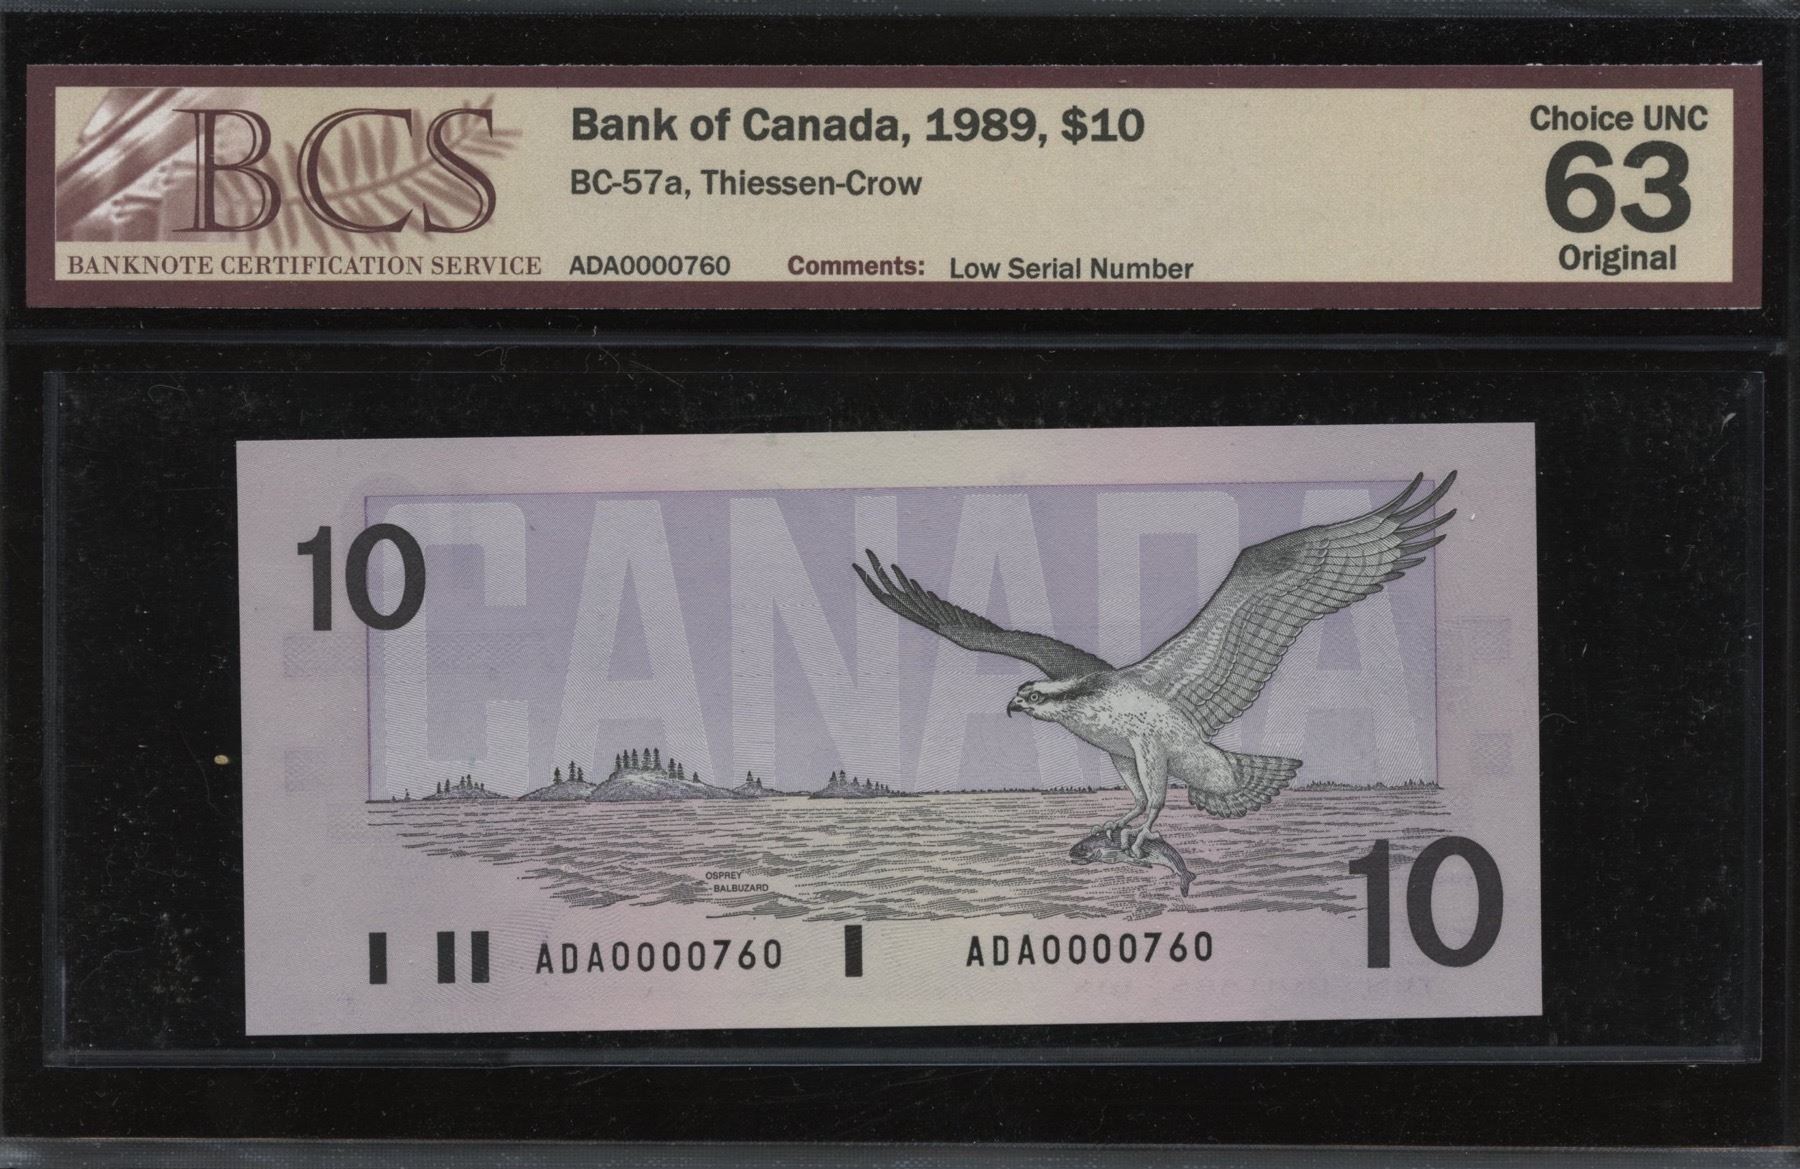 BCS
BANKNOTE CERTIFICATION SERVICE
Bank of Canada, 1989, $10
BC-57a, Thiessen-Crow
ADA0000760 Comments: Low Serial Number
Choice UNC
63
Original
CANADA
10
OSPREY
BALBUZARD
10
ADA0000760 ADA0000760